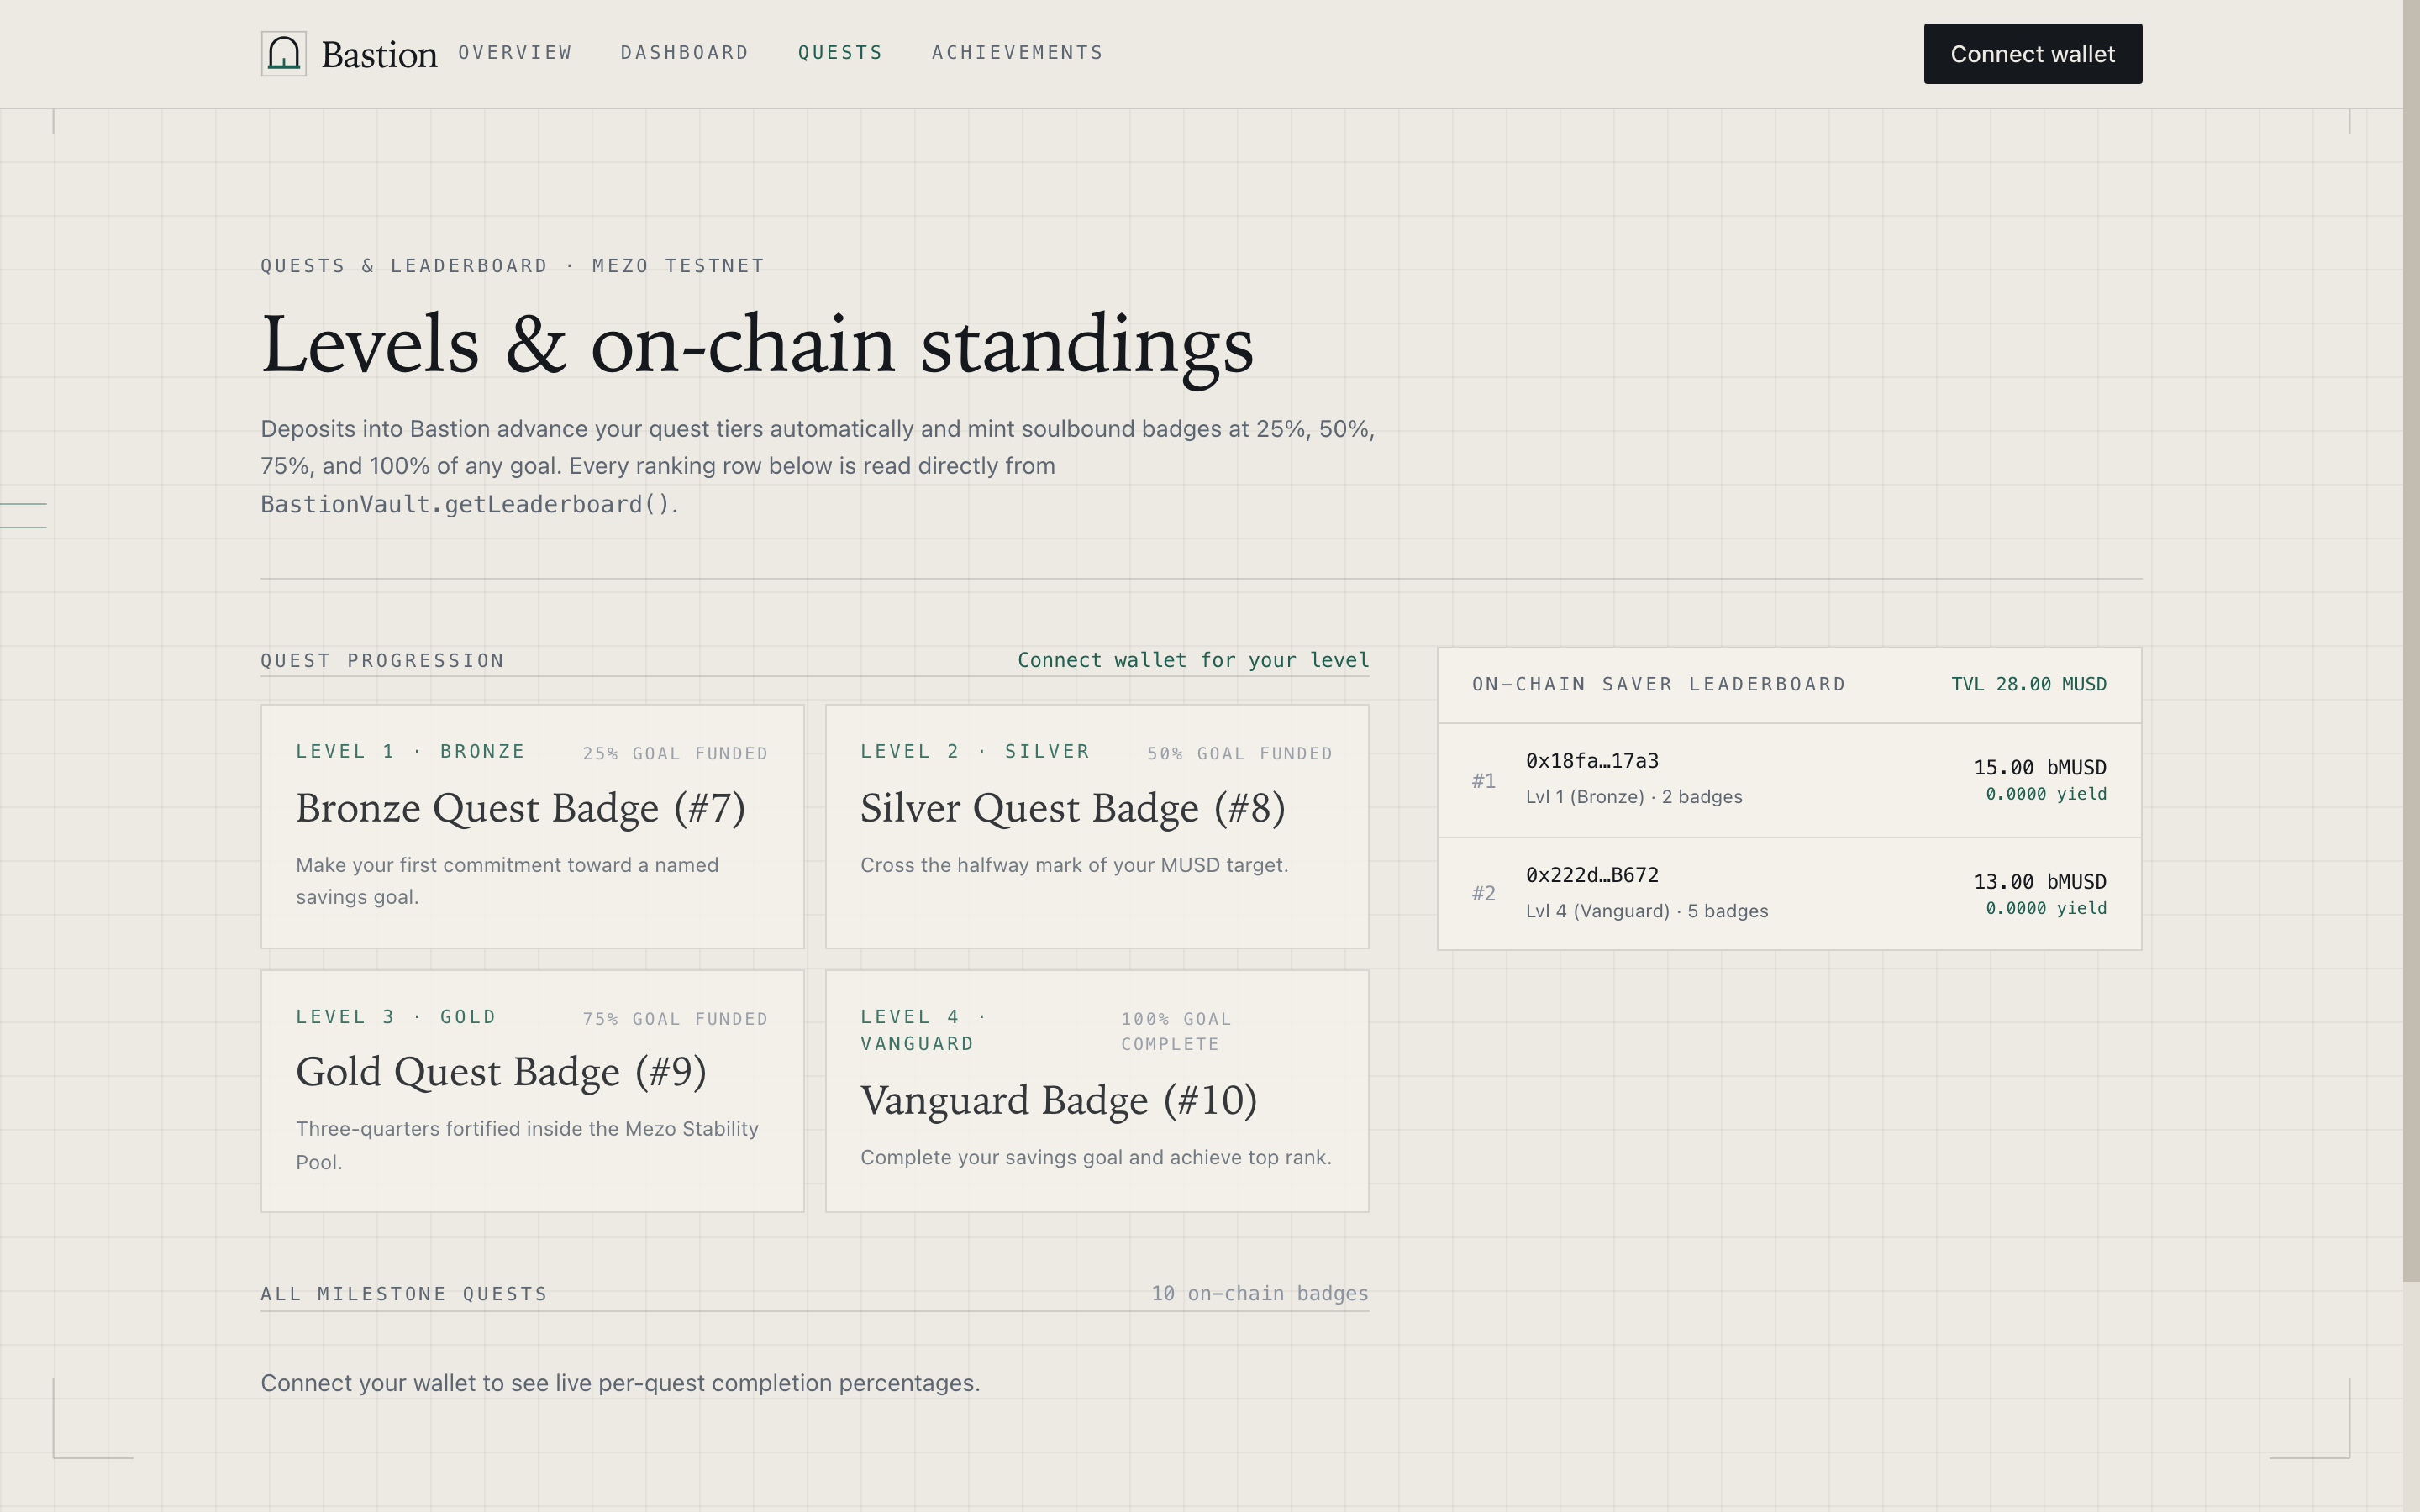 Bastion OVERVIEW DASHBOARD QUESTS ACHIEVEMENTS Connect wallet
QUESTS & LEADERBOARD · MEZO TESTNET
Levels & on-chain standings
Deposits into Bastion advance your quest tiers automatically and mint soulbound badges at 25%, 50%,
75%, and 100% of any goal. Every ranking row below is read directly from
BastionVault.getLeaderboard().
QUEST PROGRESSION Connect wallet for your level
LEVEL 1 · BRONZE 25% GOAL FUNDED
Bronze Quest Badge (#7)
Make your first commitment toward a named
savings goal.
LEVEL 2 · SILVER 50% GOAL FUNDED
Silver Quest Badge (#8)
Cross the halfway mark of your MUSD target.
LEVEL 3 · GOLD 75% GOAL FUNDED
Gold Quest Badge (#9)
Three-quarters fortified inside the Mezo Stability
Pool.
LEVEL 4 ·
VANGUARD
100% GOAL
COMPLETE
Vanguard Badge (#10)
Complete your savings goal and achieve top rank.
ON-CHAIN SAVER LEADERBOARD TVL 28.00 MUSD
#1
0x18fa…17a3
Lvl 1 (Bronze) · 2 badges
15.00 bMUSD
0.0000 yield
#2
0x222d…B672
Lvl 4 (Vanguard) · 5 badges
13.00 bMUSD
0.0000 yield
ALL MILESTONE QUESTS 10 on-chain badges
Connect your wallet to see live per-quest completion percentages.